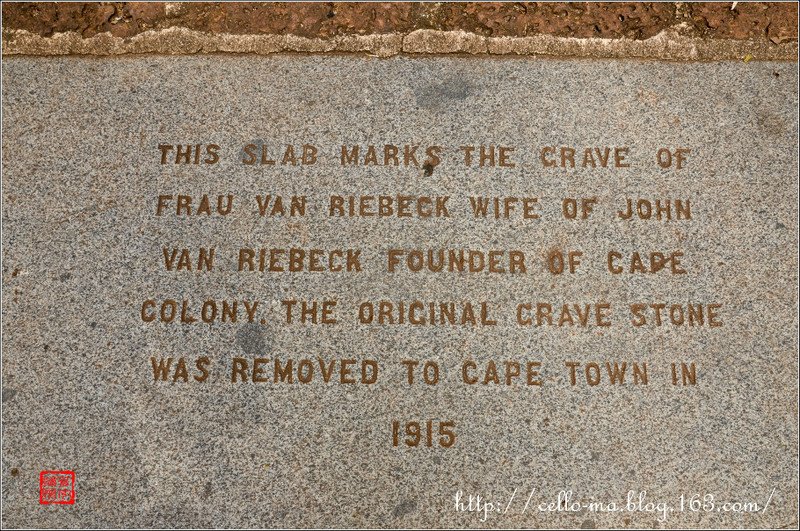 THIS SLAB MARKS THE GRAVE OF
FRAU VAN RIEBECK WIFE OF JOHN
VAN RIEBECK FOUNDER OF CAPE
COLONY. THE ORIGINAL GRAVE STONE
WAS REMOVED TO CAPE TOWN IN
1915
http://cello-ma.blog.163.com/